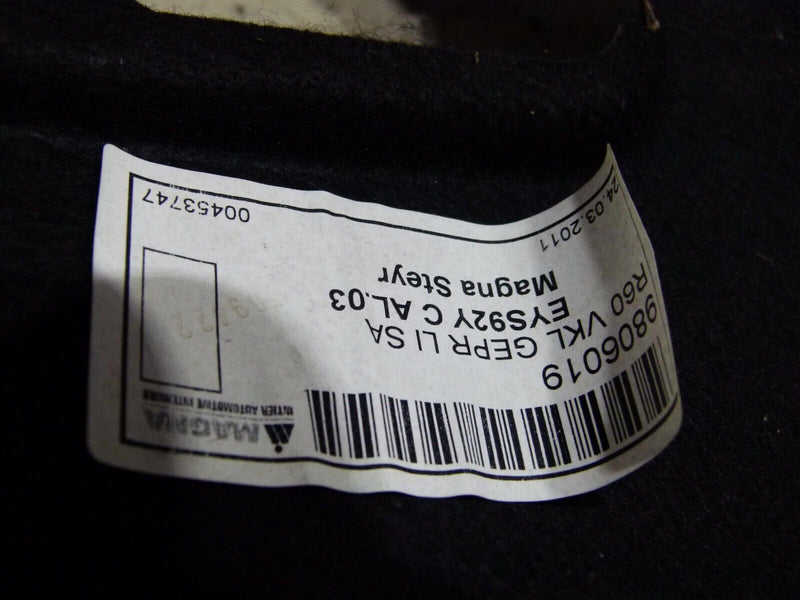 MAGNA
INTIER AUTOMOTIVE INTERIORS
9806019
R60 VKL GEPR LI SA
EYS92Y C AL.03
Magna Steyr
24.03.2011
00453747